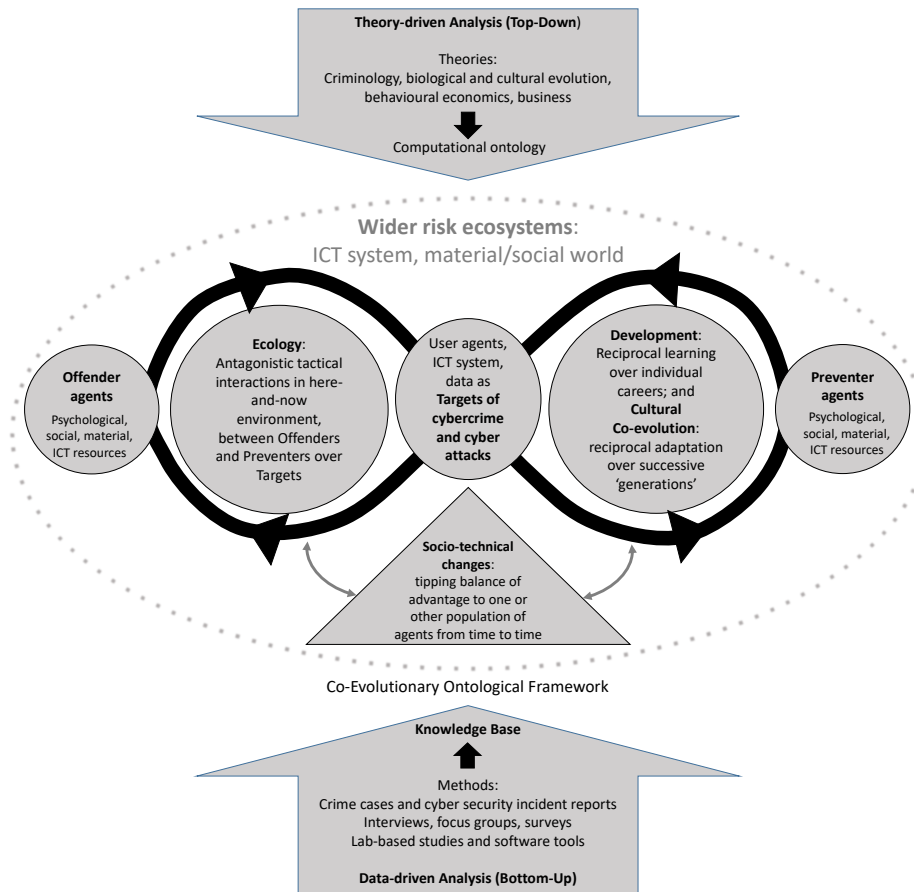 Theory-driven Analysis (Top-Down)
Theories:
Criminology, biological and cultural evolution,
behavioural economics, business
Computational ontology
Wider risk ecosystems:
ICT system, material/social world
Offender
agents
Psychological,
social, material,
ICT resources
Ecology:
Antagonistic tactical
interactions in here-
and-now
environment,
between Offenders
and Preventers over
Targets
User agents,
ICT system,
data as
Targets of
cybercrime
and cyber
attacks
Development:
Reciprocal learning
over individual
careers; and
Cultural
Co-evolution:
reciprocal adaptation
over successive
‘generations’
Preventer
agents
Psychological,
social, material,
ICT resources
Socio-technical
changes:
tipping balance of
advantage to one or
other population of
agents from time to time
Co-Evolutionary Ontological Framework
Knowledge Base
Methods:
Crime cases and cyber security incident reports
Interviews, focus groups, surveys
Lab-based studies and software tools
Data-driven Analysis (Bottom-Up)